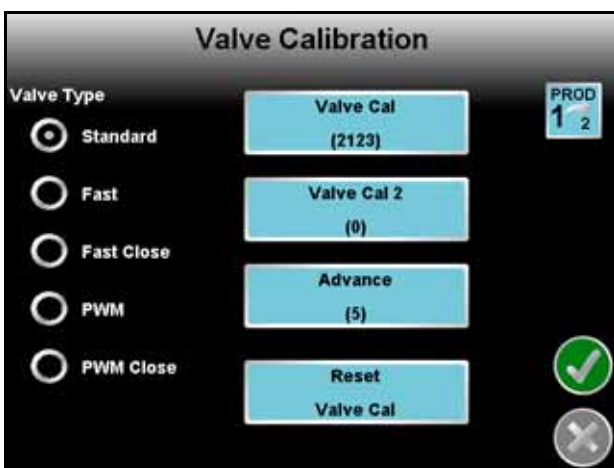 Valve Calibration
Valve Type
Standard
Fast
Fast Close
PWM
PWM Close
Valve Cal
(2123)
Valve Cal 2
(0)
Advance
(5)
Reset
Valve Cal
PROD
1 2